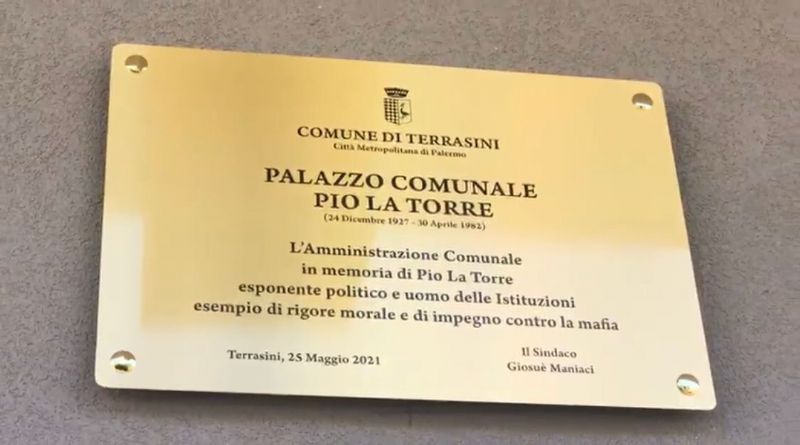 COMUNE DI TERRASINI
Città Metropolitana di Palermo
PALAZZO COMUNALE
PIO LA TORRE
(24 Dicembre 1927 - 30 Aprile 1982)
L'Amministrazione Comunale
in memoria di Pio La Torre
esponente politico e uomo delle Istituzioni
esempio di rigore morale e di impegno contro la mafia
Terrasini, 25 Maggio 2021
Il Sindaco
Giosuè Maniaci